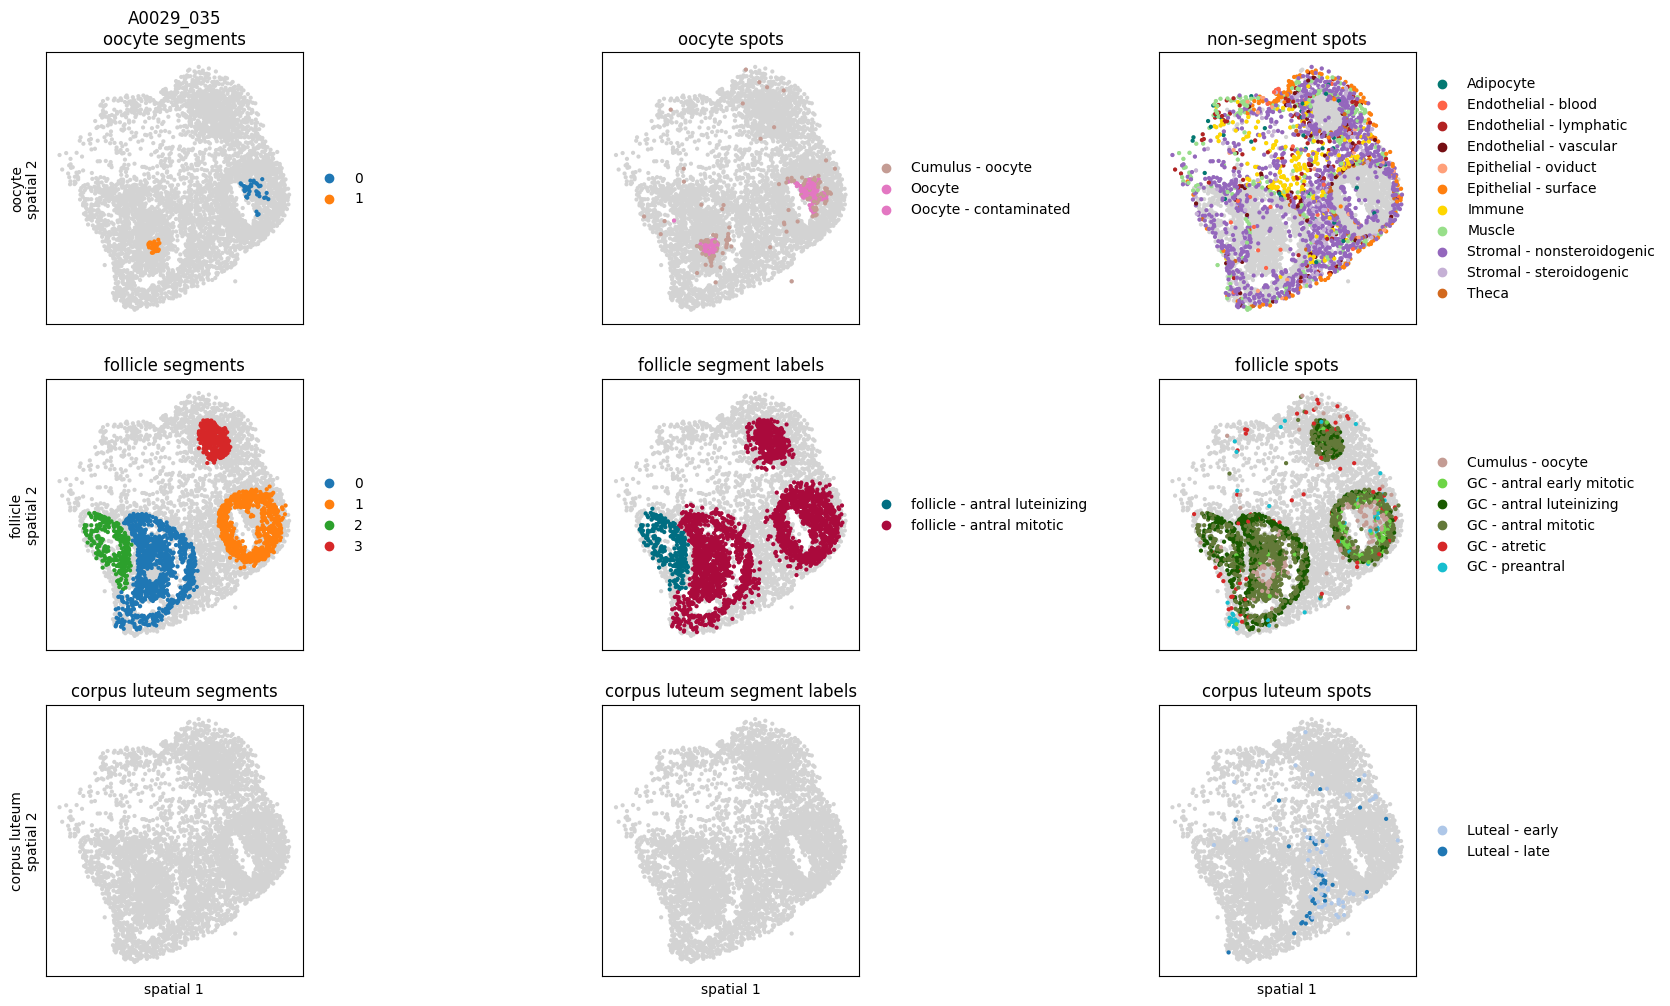 A0029_035
oocyte segments
oocyte spots
non-segment spots
oocyte
spatial 2
0
1
Cumulus - oocyte
Oocyte
Oocyte - contaminated
Adipocyte
Endothelial - blood
Endothelial - lymphatic
Endothelial - vascular
Epithelial - oviduct
Epithelial - surface
Immune
Muscle
Stromal - nonsteroidogenic
Stromal - steroidogenic
Theca
follicle segments
follicle segment labels
follicle spots
follicle
spatial 2
0
1
2
3
follicle - antral luteinizing
follicle - antral mitotic
Cumulus - oocyte
GC - antral early mitotic
GC - antral luteinizing
GC - antral mitotic
GC - atretic
GC - preantral
corpus luteum segments
corpus luteum segment labels
corpus luteum spots
corpus luteum
spatial 2
Luteal - early
Luteal - late
spatial 1
spatial 1
spatial 1